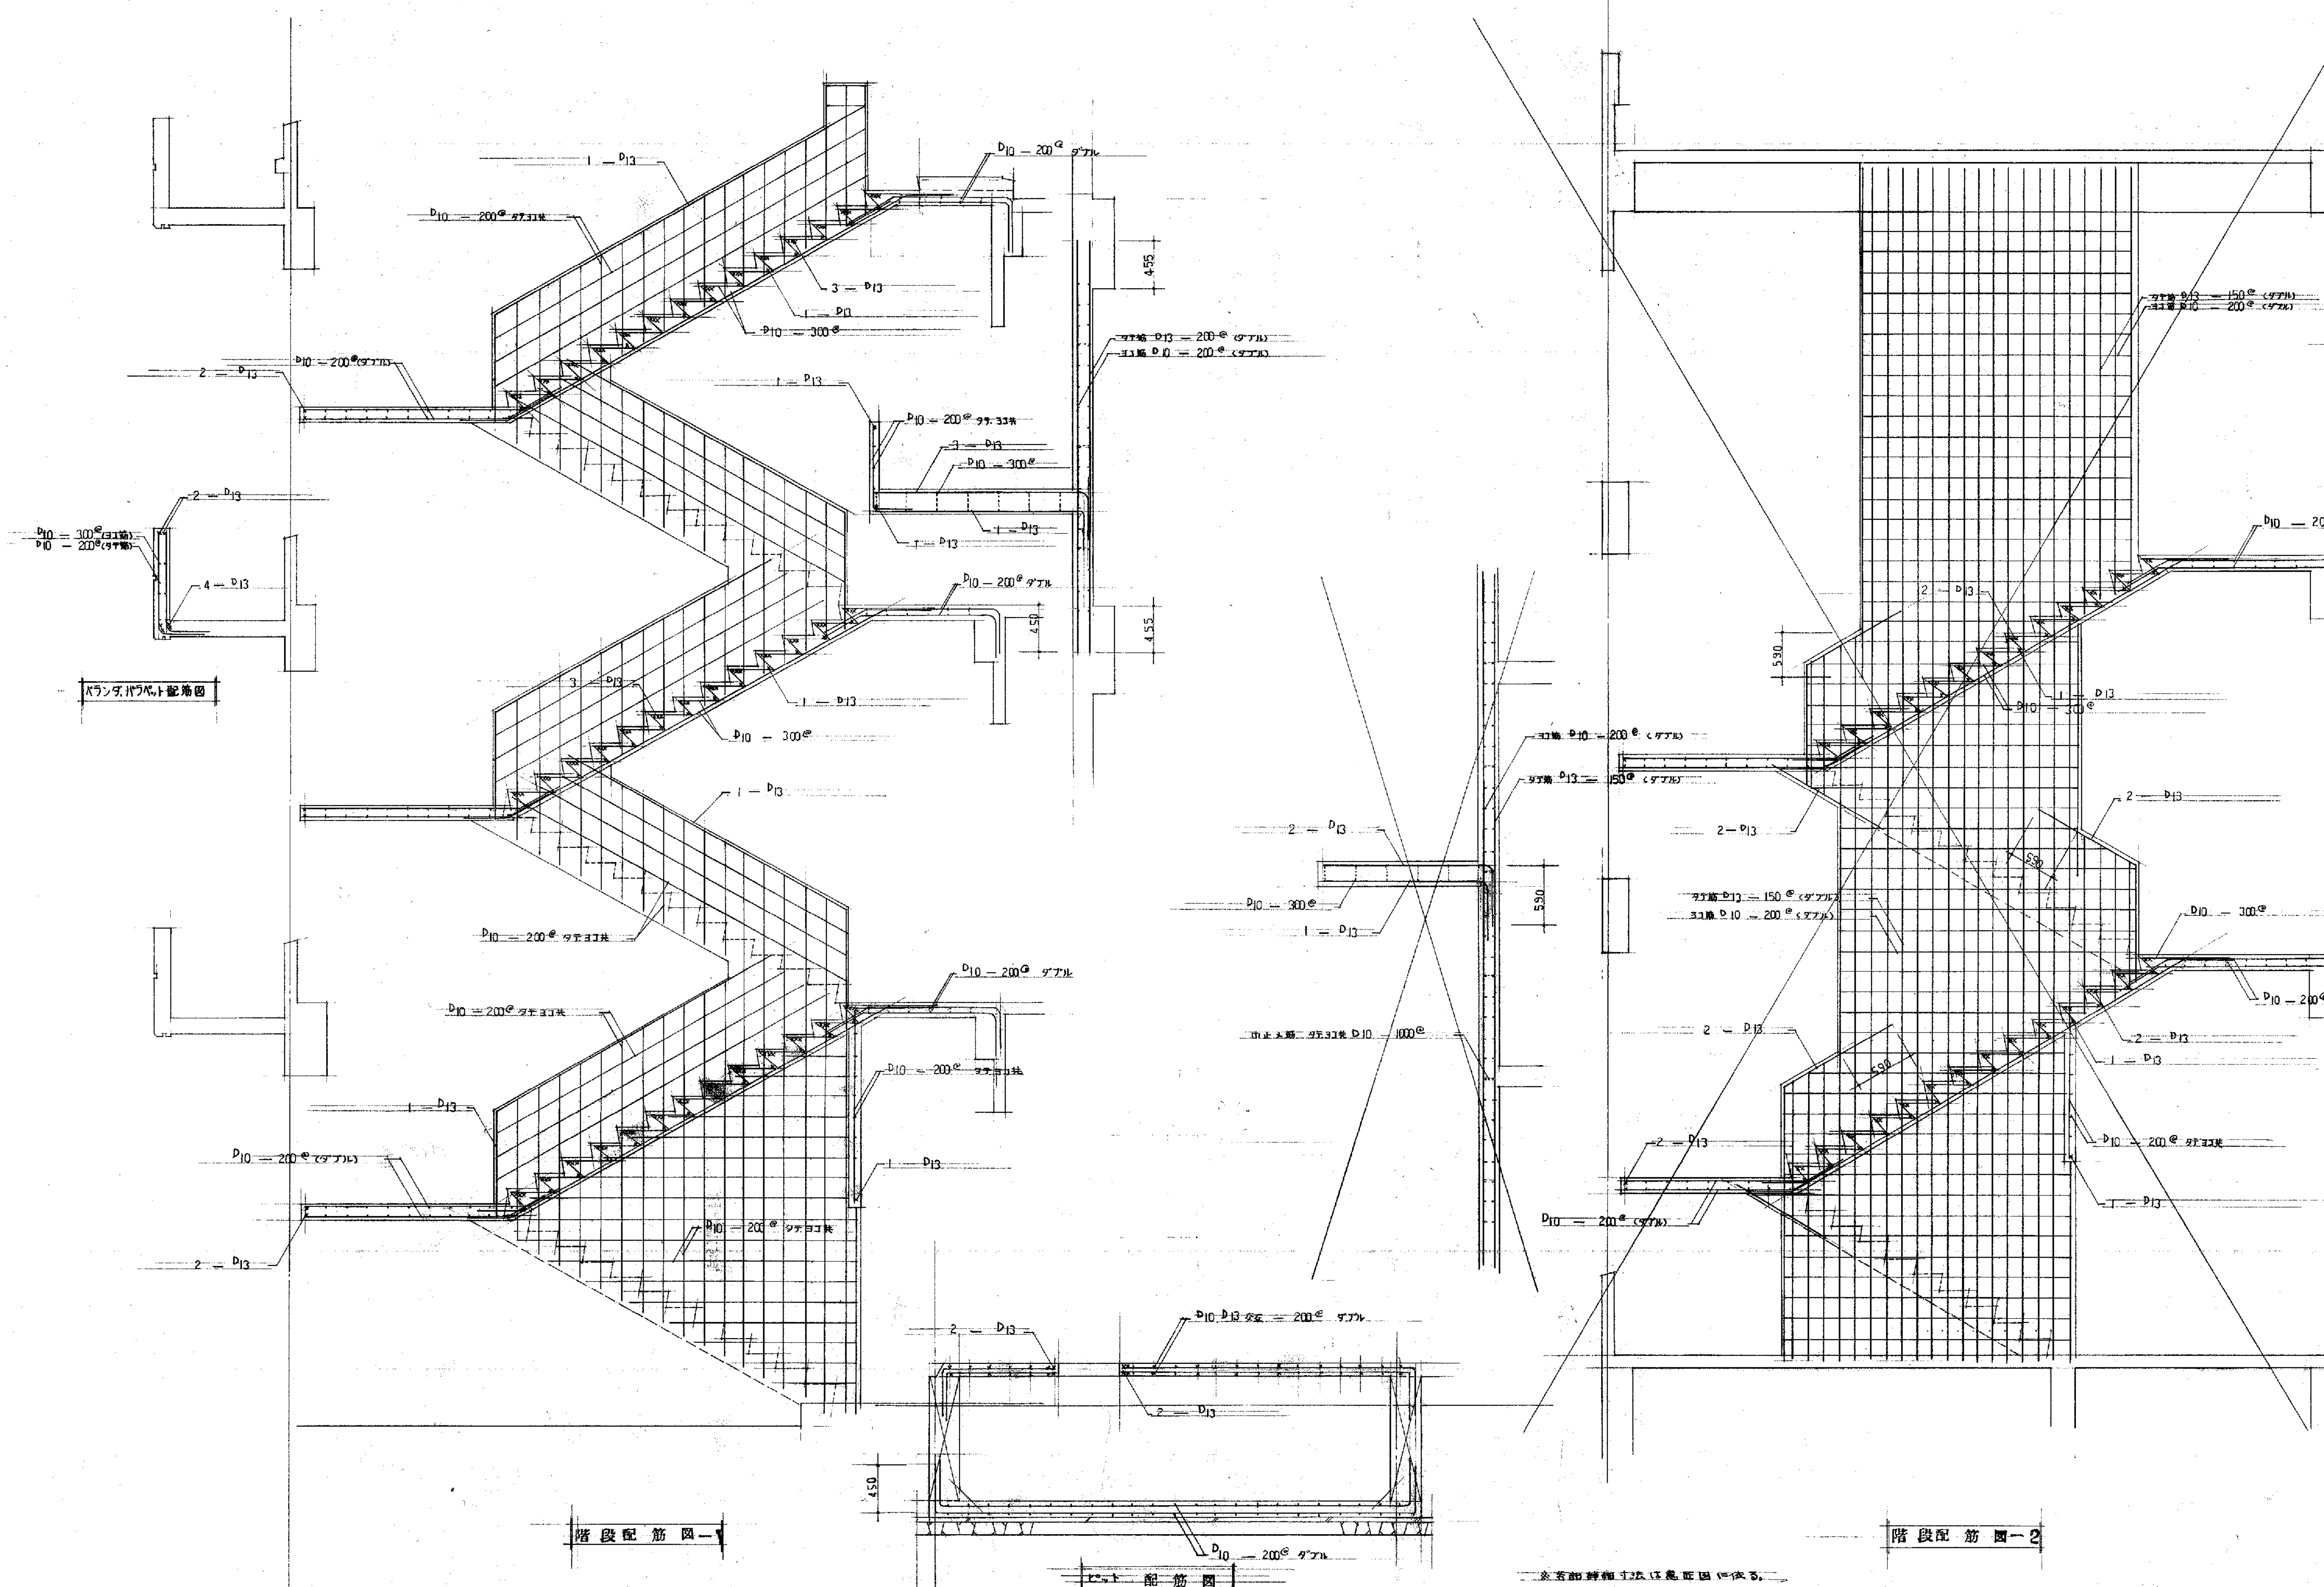 1 — D13
D10 — 200@ タテヨコ共
D10 — 200@ ダブル
3 — D13
1 — D13
D10 — 300@
455
タテ筋 D13 — 200@ (ダブル)
ヨコ筋 D10 — 200@ (ダブル)
D10 — 200@(ダブル)
2 — D13
1 — D13
D10 — 200@ タテ.ヨコ共
3 — D13
D10 — 300@
1 — D13
1 — D13
2 — D13
D10 — 300@(ヨコ筋)
D10 — 200@(タテ筋)
4 — D13
ベランダ.パラペット配筋図
D10 — 200@ ダブル
450
455
3 — D13
1 — D13
D10 — 300@
1 — D13
D10 — 200@ タテヨコ共
D10 — 200@ ダブル
D10 — 200@ タテヨコ共
D10 — 200@ タテヨコ共
1 — D13
1 — D13
D10 — 200@ (ダブル)
D10 — 200@ タテヨコ共
2 — D13
階段配筋図—1
2 — D13
D10 D13 交互 — 200@ ダブル
2 — D13
450
D10 — 200@ ダブル
ピット 配筋図
ヨコ筋 D10 — 200@ (ダブル)
タテ筋 D13 — 150@ (ダブル)
2 — D13
D10 — 300@
590
1 — D13
巾止メ筋 タテヨコ共 D10 — 1000@
タテ筋 D13 — 150@ (ダブル)
ヨコ筋 D10 — 200@ (ダブル)
D10 — 20
2 — D13
590
1 — D13
D10 — 300@
2 — D13
2 — D13
590
タテ筋 D13 — 150@ (ダブル)
ヨコ筋 D10 — 200@ (ダブル)
D10 — 300@
D10 — 200@
2 — D13
2 — D13
1 — D13
590
2 — D13
D10 — 200@ タテヨコ共
1 — D13
D10 — 200@ (ダブル)
階段配筋図—2